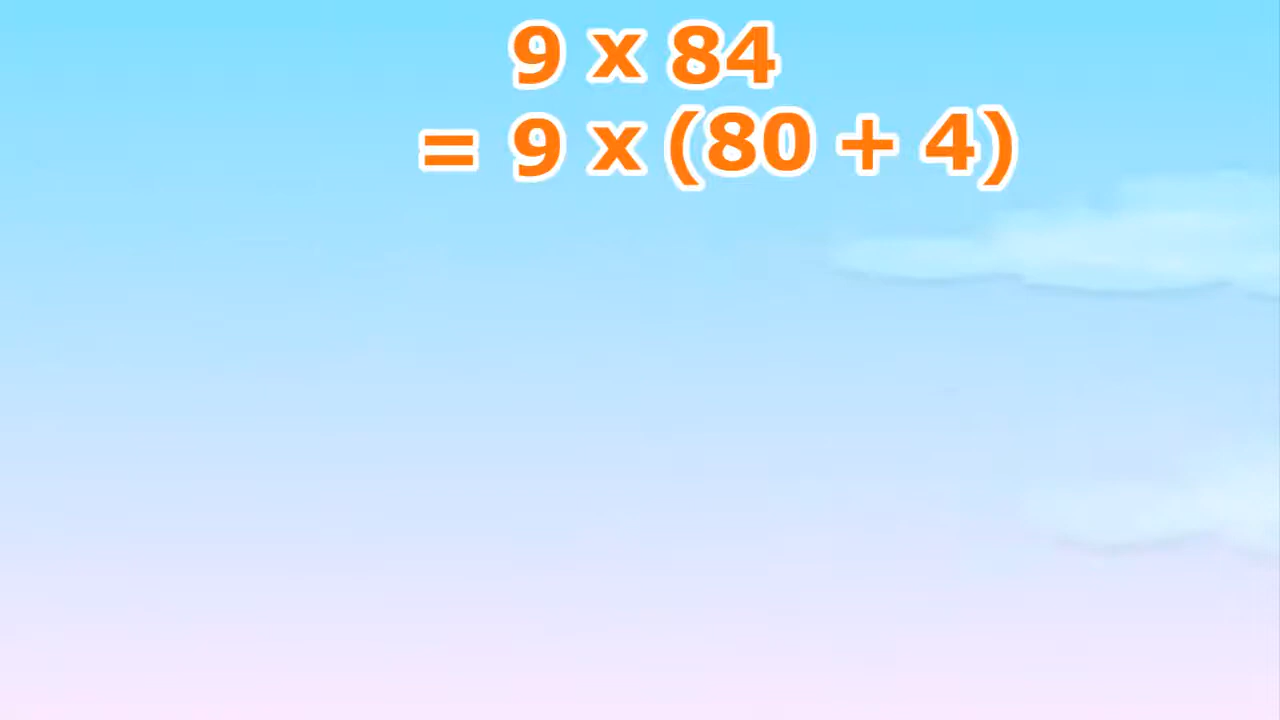 9 x 84
= 9 x (80 + 4)